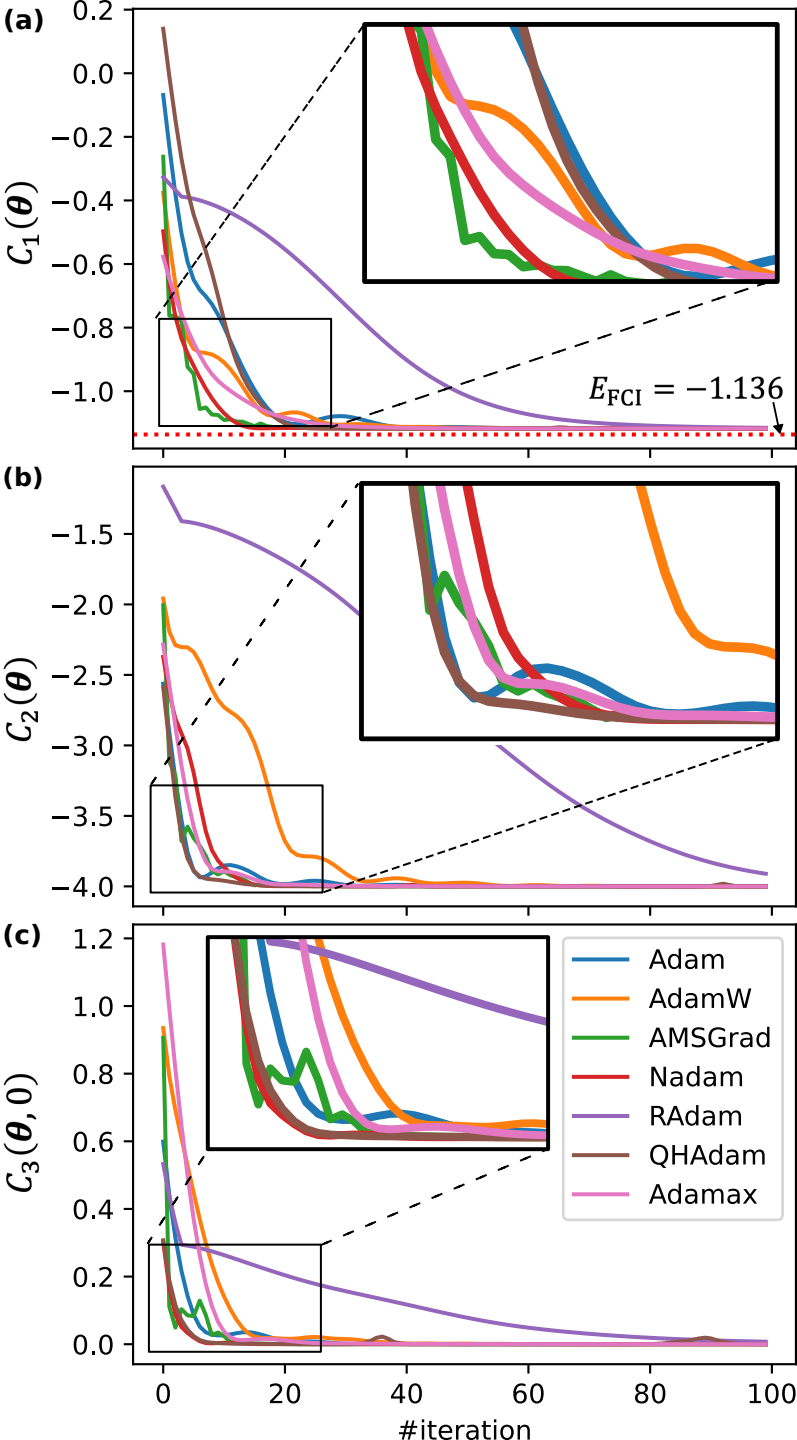 (a)
0.2
0.0
−0.2
−0.4
−0.6
−0.8
−1.0
C₁(θ)
E_FCI = −1.136
(b)
−1.5
−2.0
−2.5
−3.0
−3.5
−4.0
C₂(θ)
(c)
1.2
1.0
0.8
0.6
0.4
0.2
0.0
C₃(θ, 0)
Adam
AdamW
AMSGrad
Nadam
RAdam
QHAdam
Adamax
0 20 40 60 80 100
#iteration